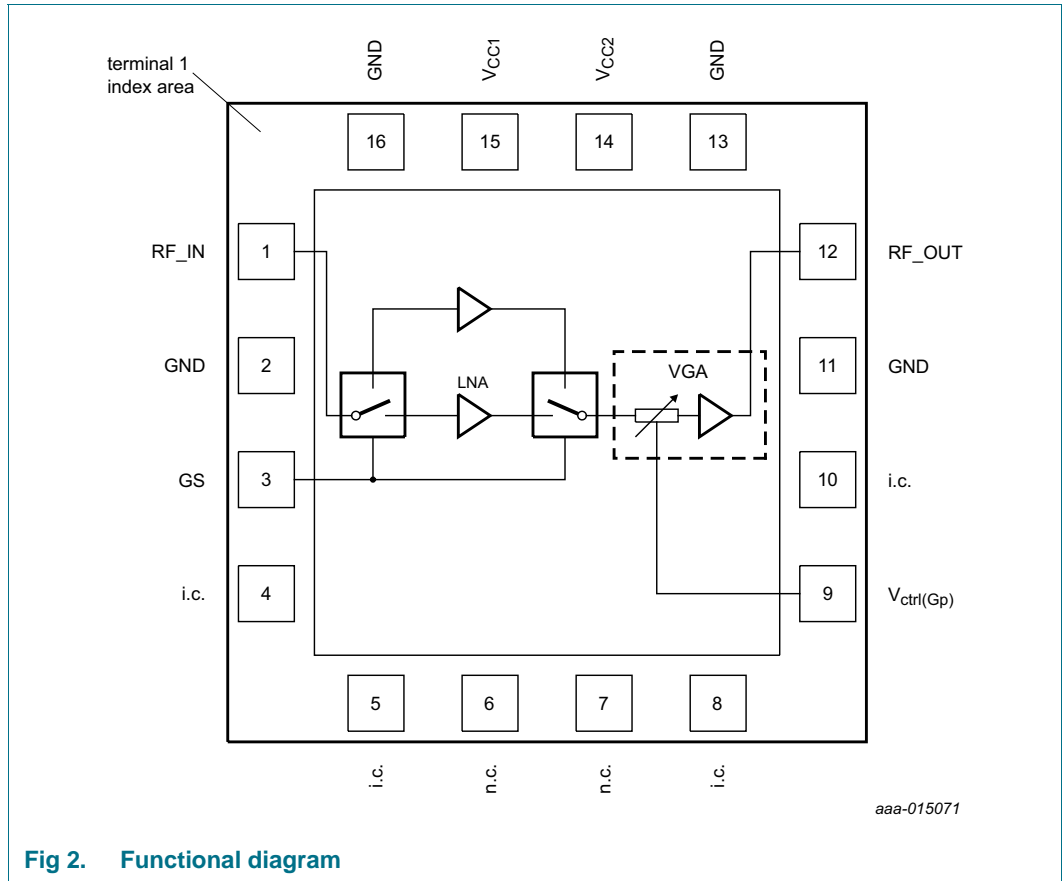 terminal 1
index area
GND
VCC1
VCC2
GND
16
15
14
13
RF_IN
1
12
RF_OUT
GND
2
11
GND
LNA
VGA
GS
3
10
i.c.
i.c.
4
9
Vctrl(Gp)
5
6
7
8
i.c.
n.c.
n.c.
i.c.
aaa-015071
Fig 2. Functional diagram